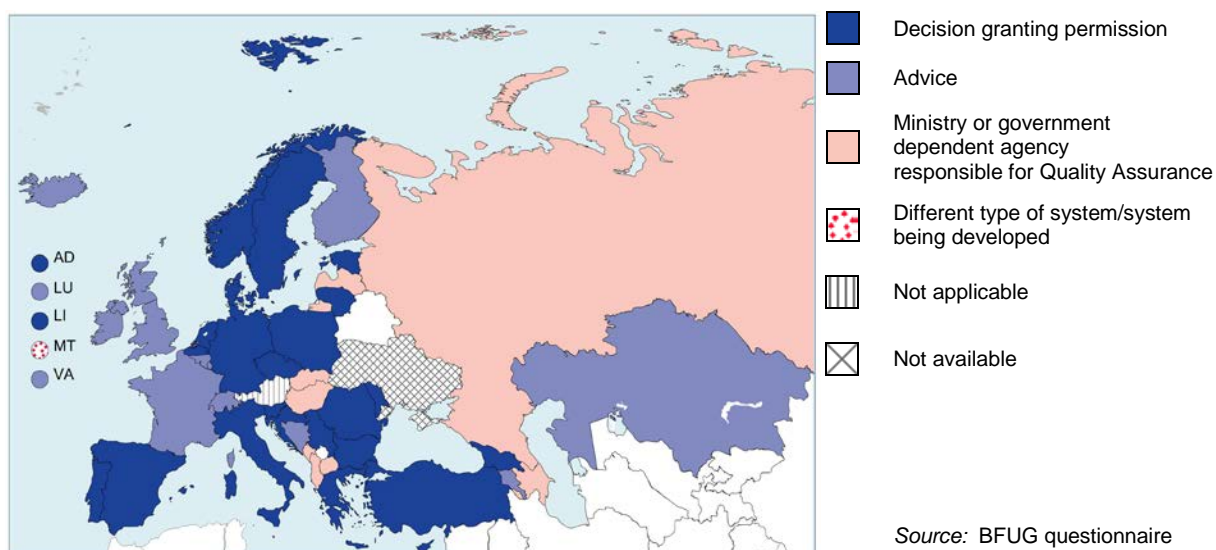 Decision granting permission
Advice
Ministry or government
dependent agency
responsible for Quality Assurance
Different type of system/system
being developed
Not applicable
Not available
AD
LU
LI
MT
VA
Source: BFUG questionnaire